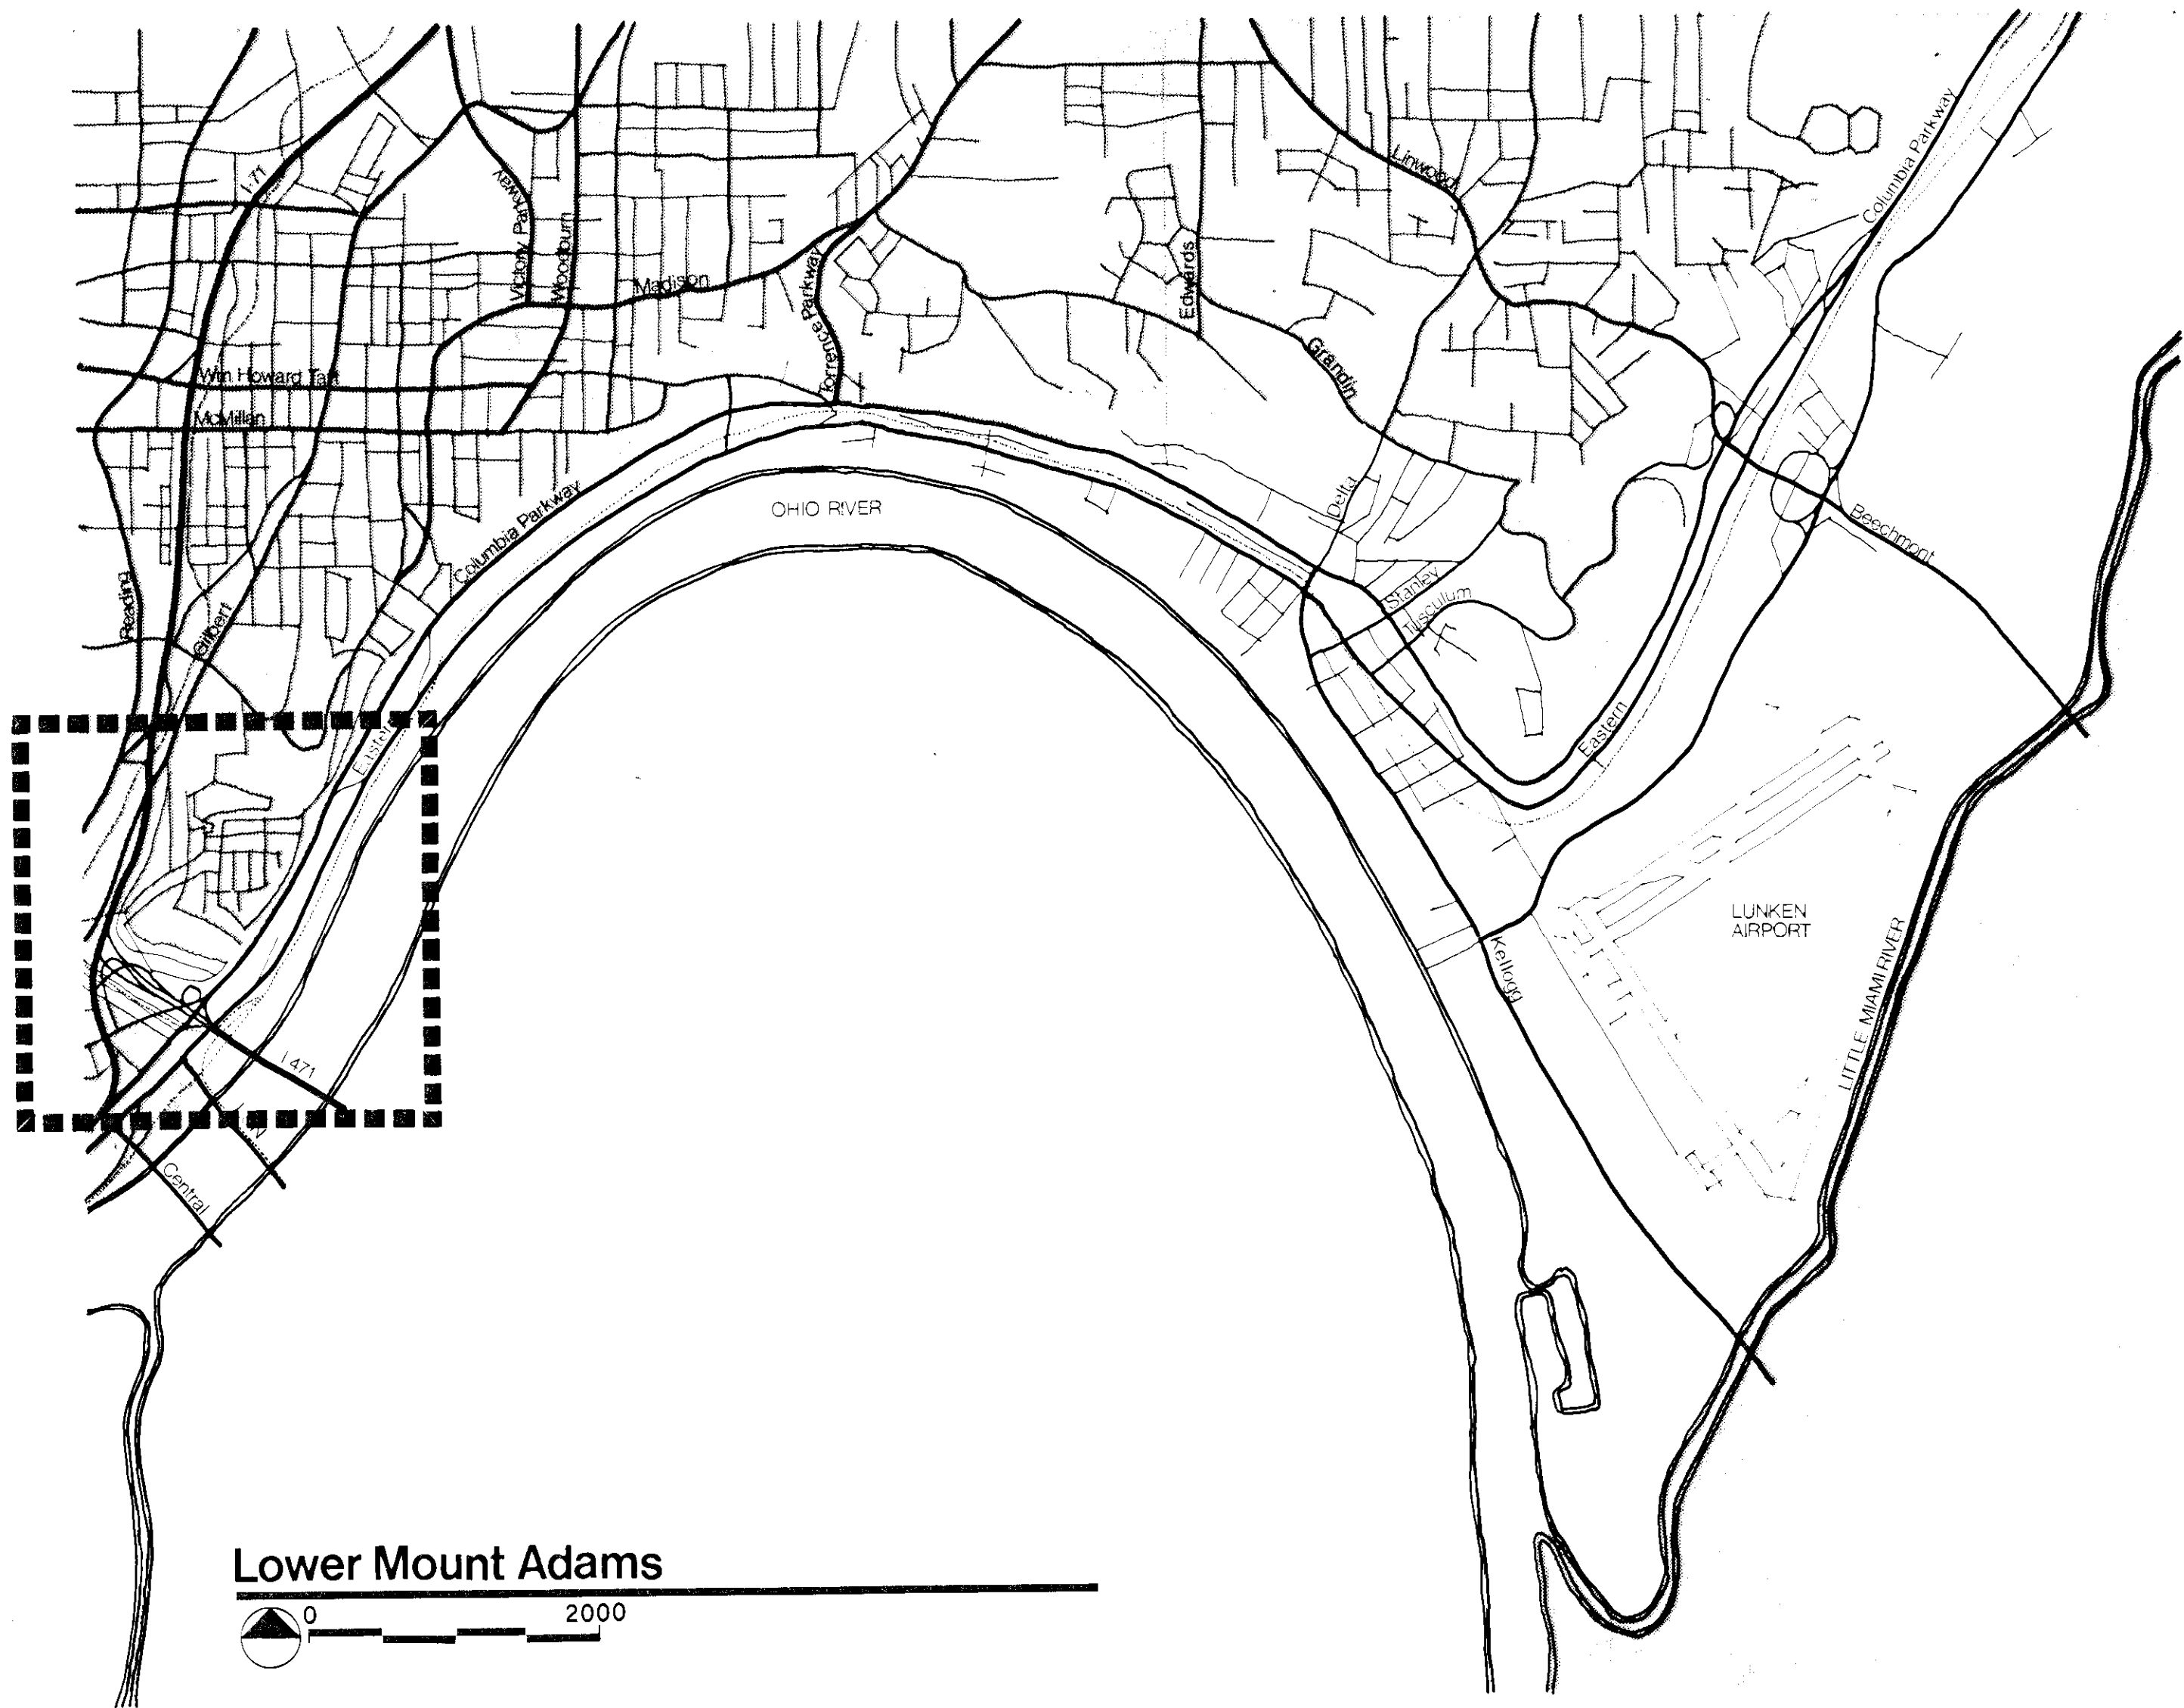 Columbia Parkway
I-71
Linwood
Victory Parkway
Woodburn
Madison
Torrence Parkway
Edwards
Grandin
Wm Howard Taft
McMillan
Columbia Parkway
OHIO RIVER
Delta
Beechmont
Reading
Gilbert
Stanley
Tusculum
Eastern
Eastern
LUNKEN
AIRPORT
Kellogg
LITTLE MIAMI RIVER
I 471
Central
Lower Mount Adams
0 2000